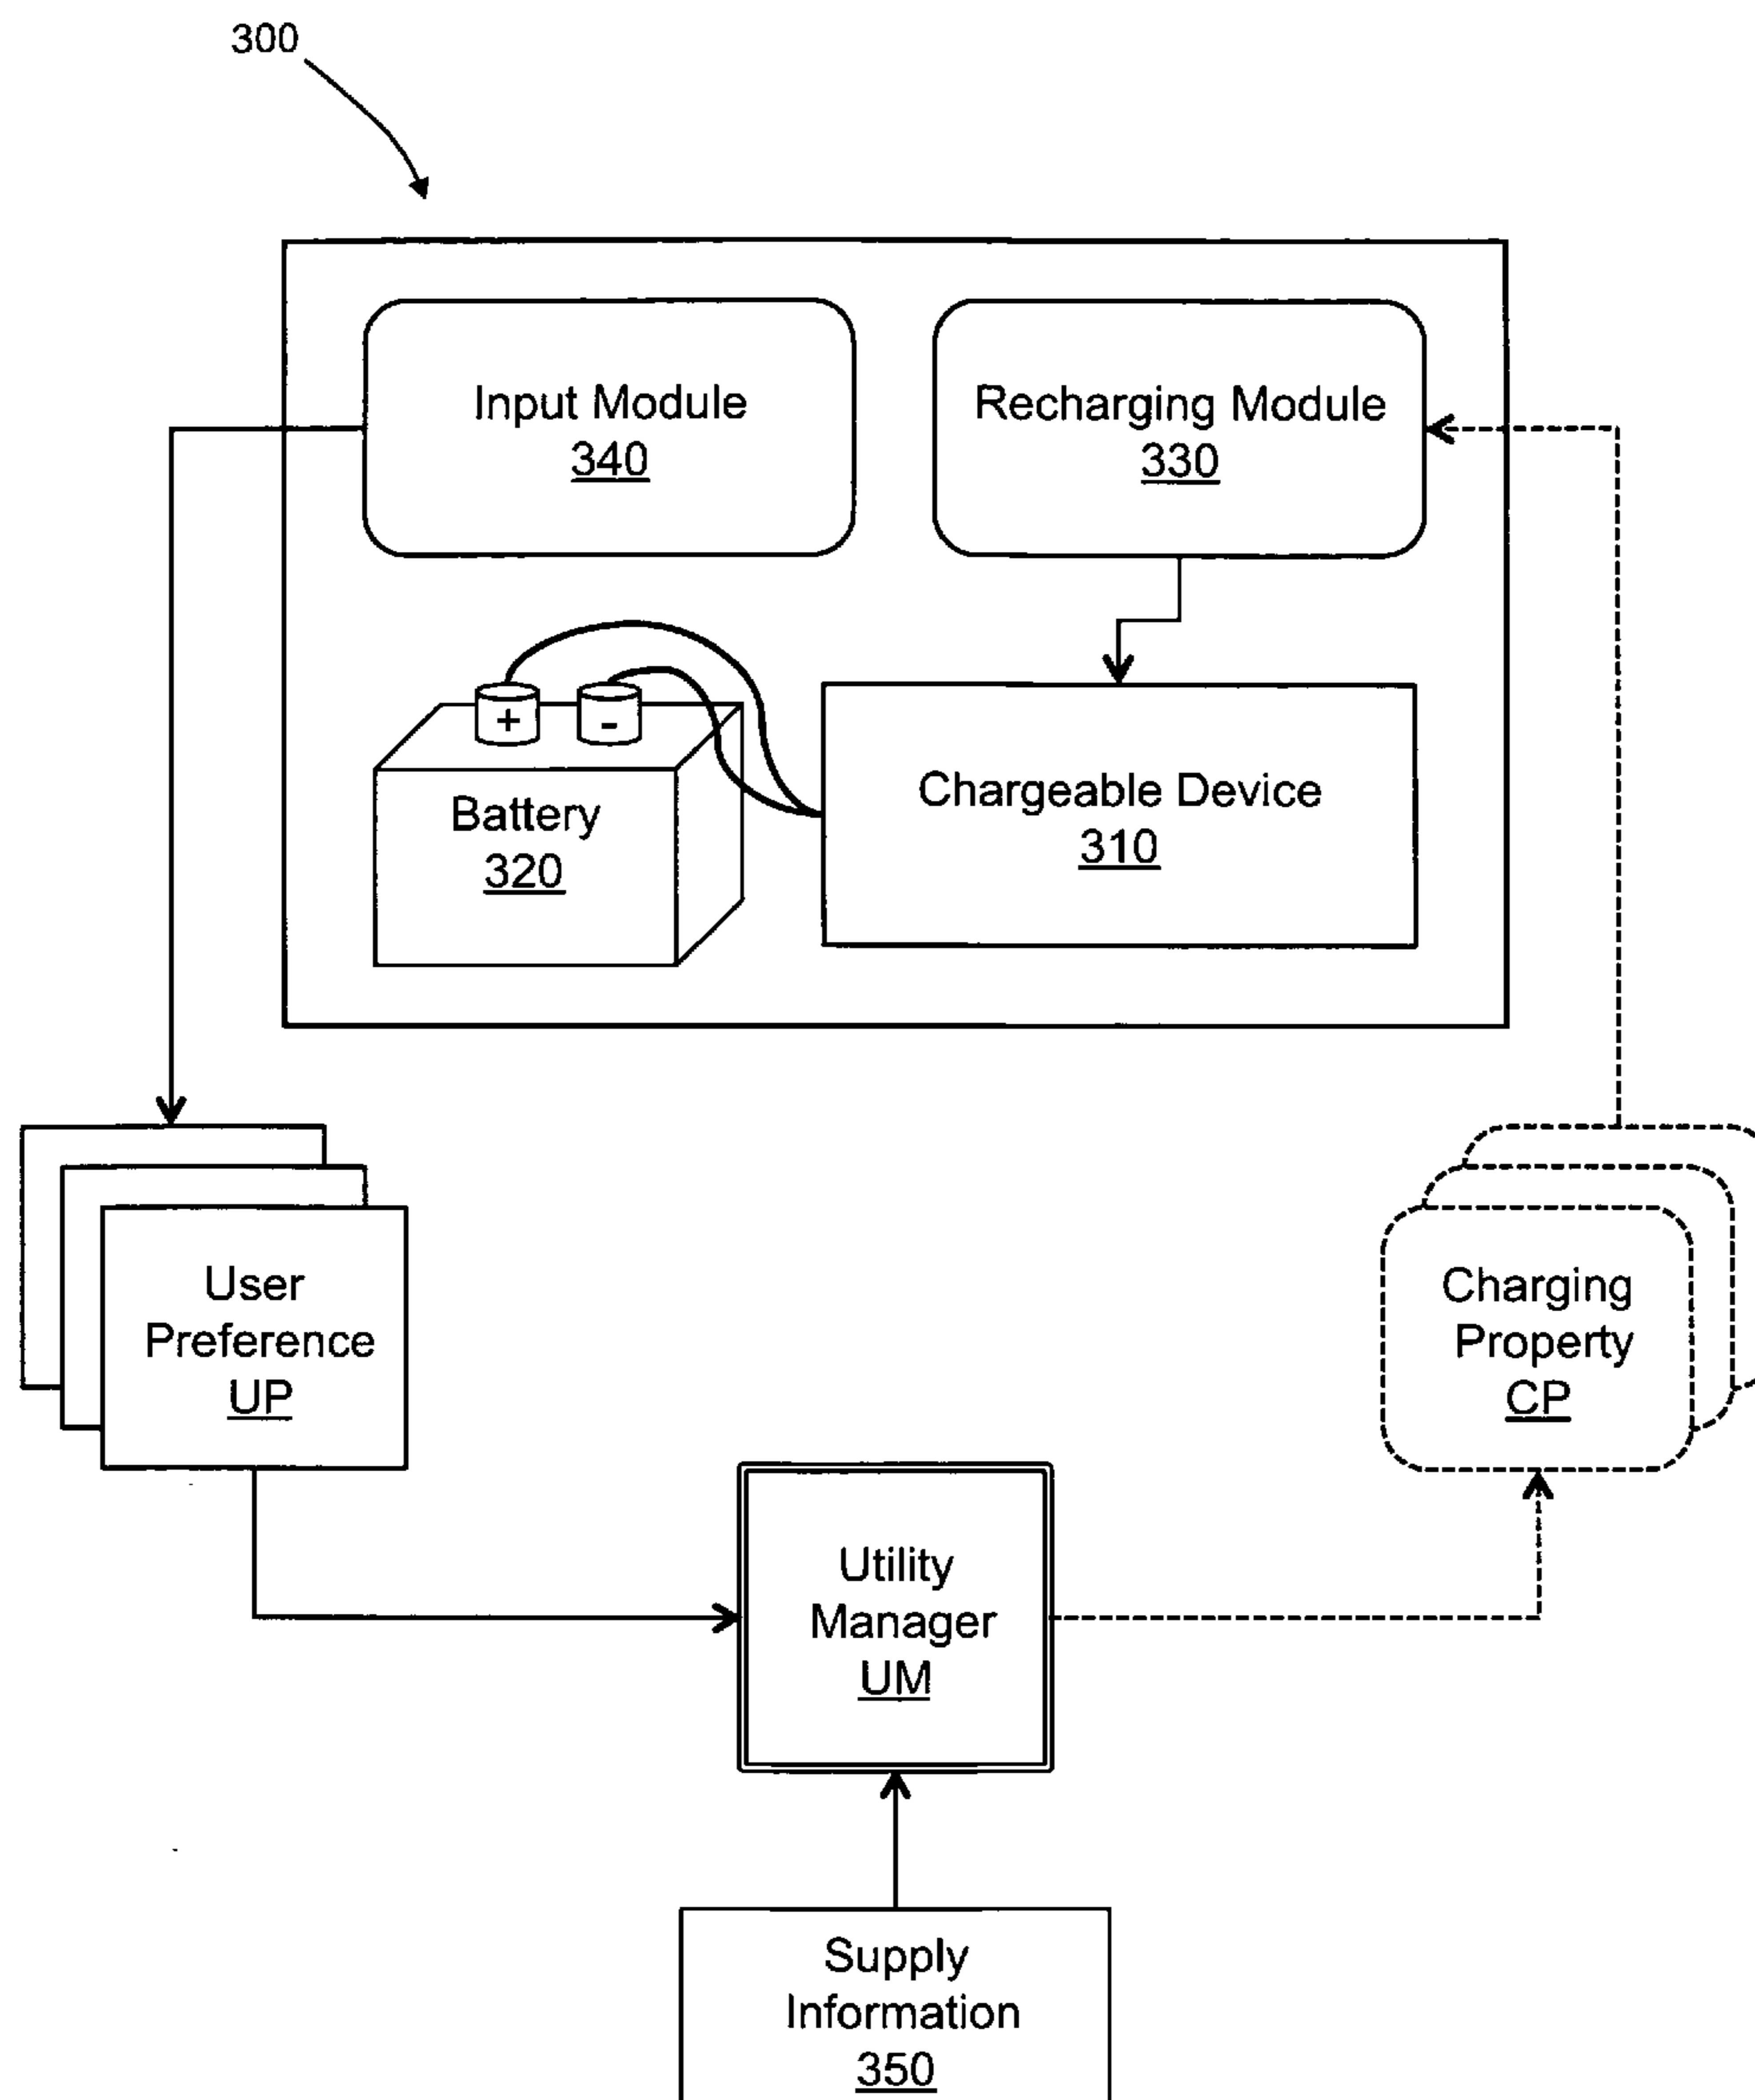 300
Input Module
340
Recharging Module
330
+
-
Battery
320
Chargeable Device
310
User
Preference
UP
Charging
Property
CP
Utility
Manager
UM
Supply
Information
350